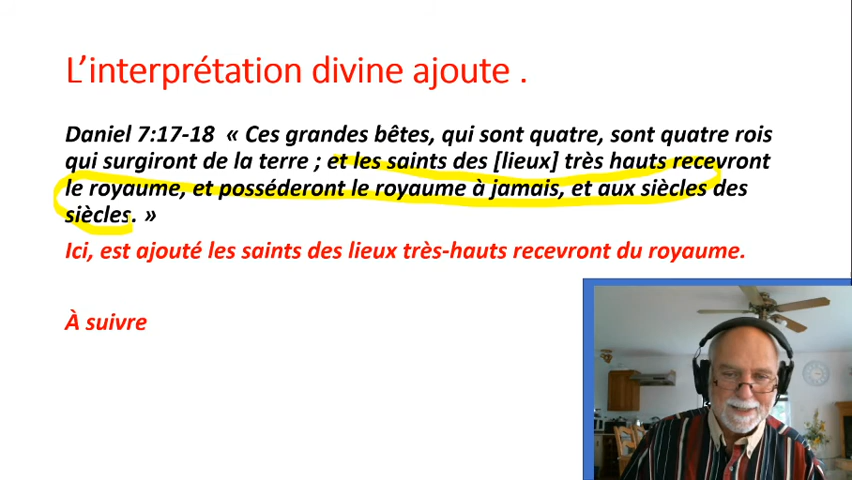 L’interprétation divine ajoute .
Daniel 7:17-18 « Ces grandes bêtes, qui sont quatre, sont quatre rois
qui surgiront de la terre ; et les saints des [lieux] très hauts recevront
le royaume, et posséderont le royaume à jamais, et aux siècles des
siècles. »
Ici, est ajouté les saints des lieux très-hauts recevront du royaume.
À suivre